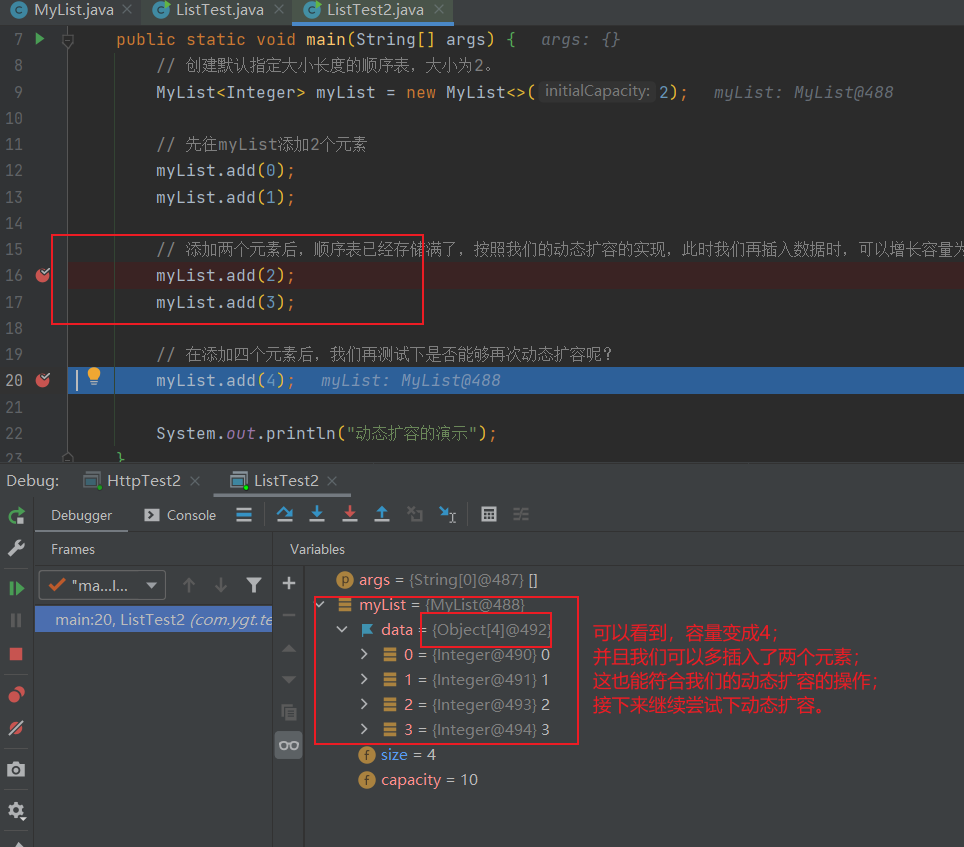 MyList.java ListTest.java ListTest2.java
7 public static void main(String[] args) { args: {}
8 // 创建默认指定大小长度的顺序表，大小为2。
9 MyList<Integer> myList = new MyList<>( initialCapacity: 2); myList: MyList@488
10
11 // 先往myList添加2个元素
12 myList.add(0);
13 myList.add(1);
14
15 // 添加两个元素后，顺序表已经存储满了，按照我们的动态扩容的实现，此时我们再插入数据时，可以增长容量为
16 myList.add(2);
17 myList.add(3);
18
19 // 在添加四个元素后，我们再测试下是否能够再次动态扩容呢？
20 myList.add(4); myList: MyList@488
21
22 System.out.println("动态扩容的演示");
23 }
Debug: HttpTest2 ListTest2
Debugger Console
Frames Variables
"ma...l...
main:20, ListTest2 (com.ygt.te
args = {String[0]@487} []
myList = {MyList@488}
data = {Object[4]@492}
0 = {Integer@490} 0
1 = {Integer@491} 1
2 = {Integer@493} 2
3 = {Integer@494} 3
size = 4
capacity = 10
可以看到，容量变成4；
并且我们可以多插入了两个元素；
这也能符合我们的动态扩容的操作；
接下来继续尝试下动态扩容。